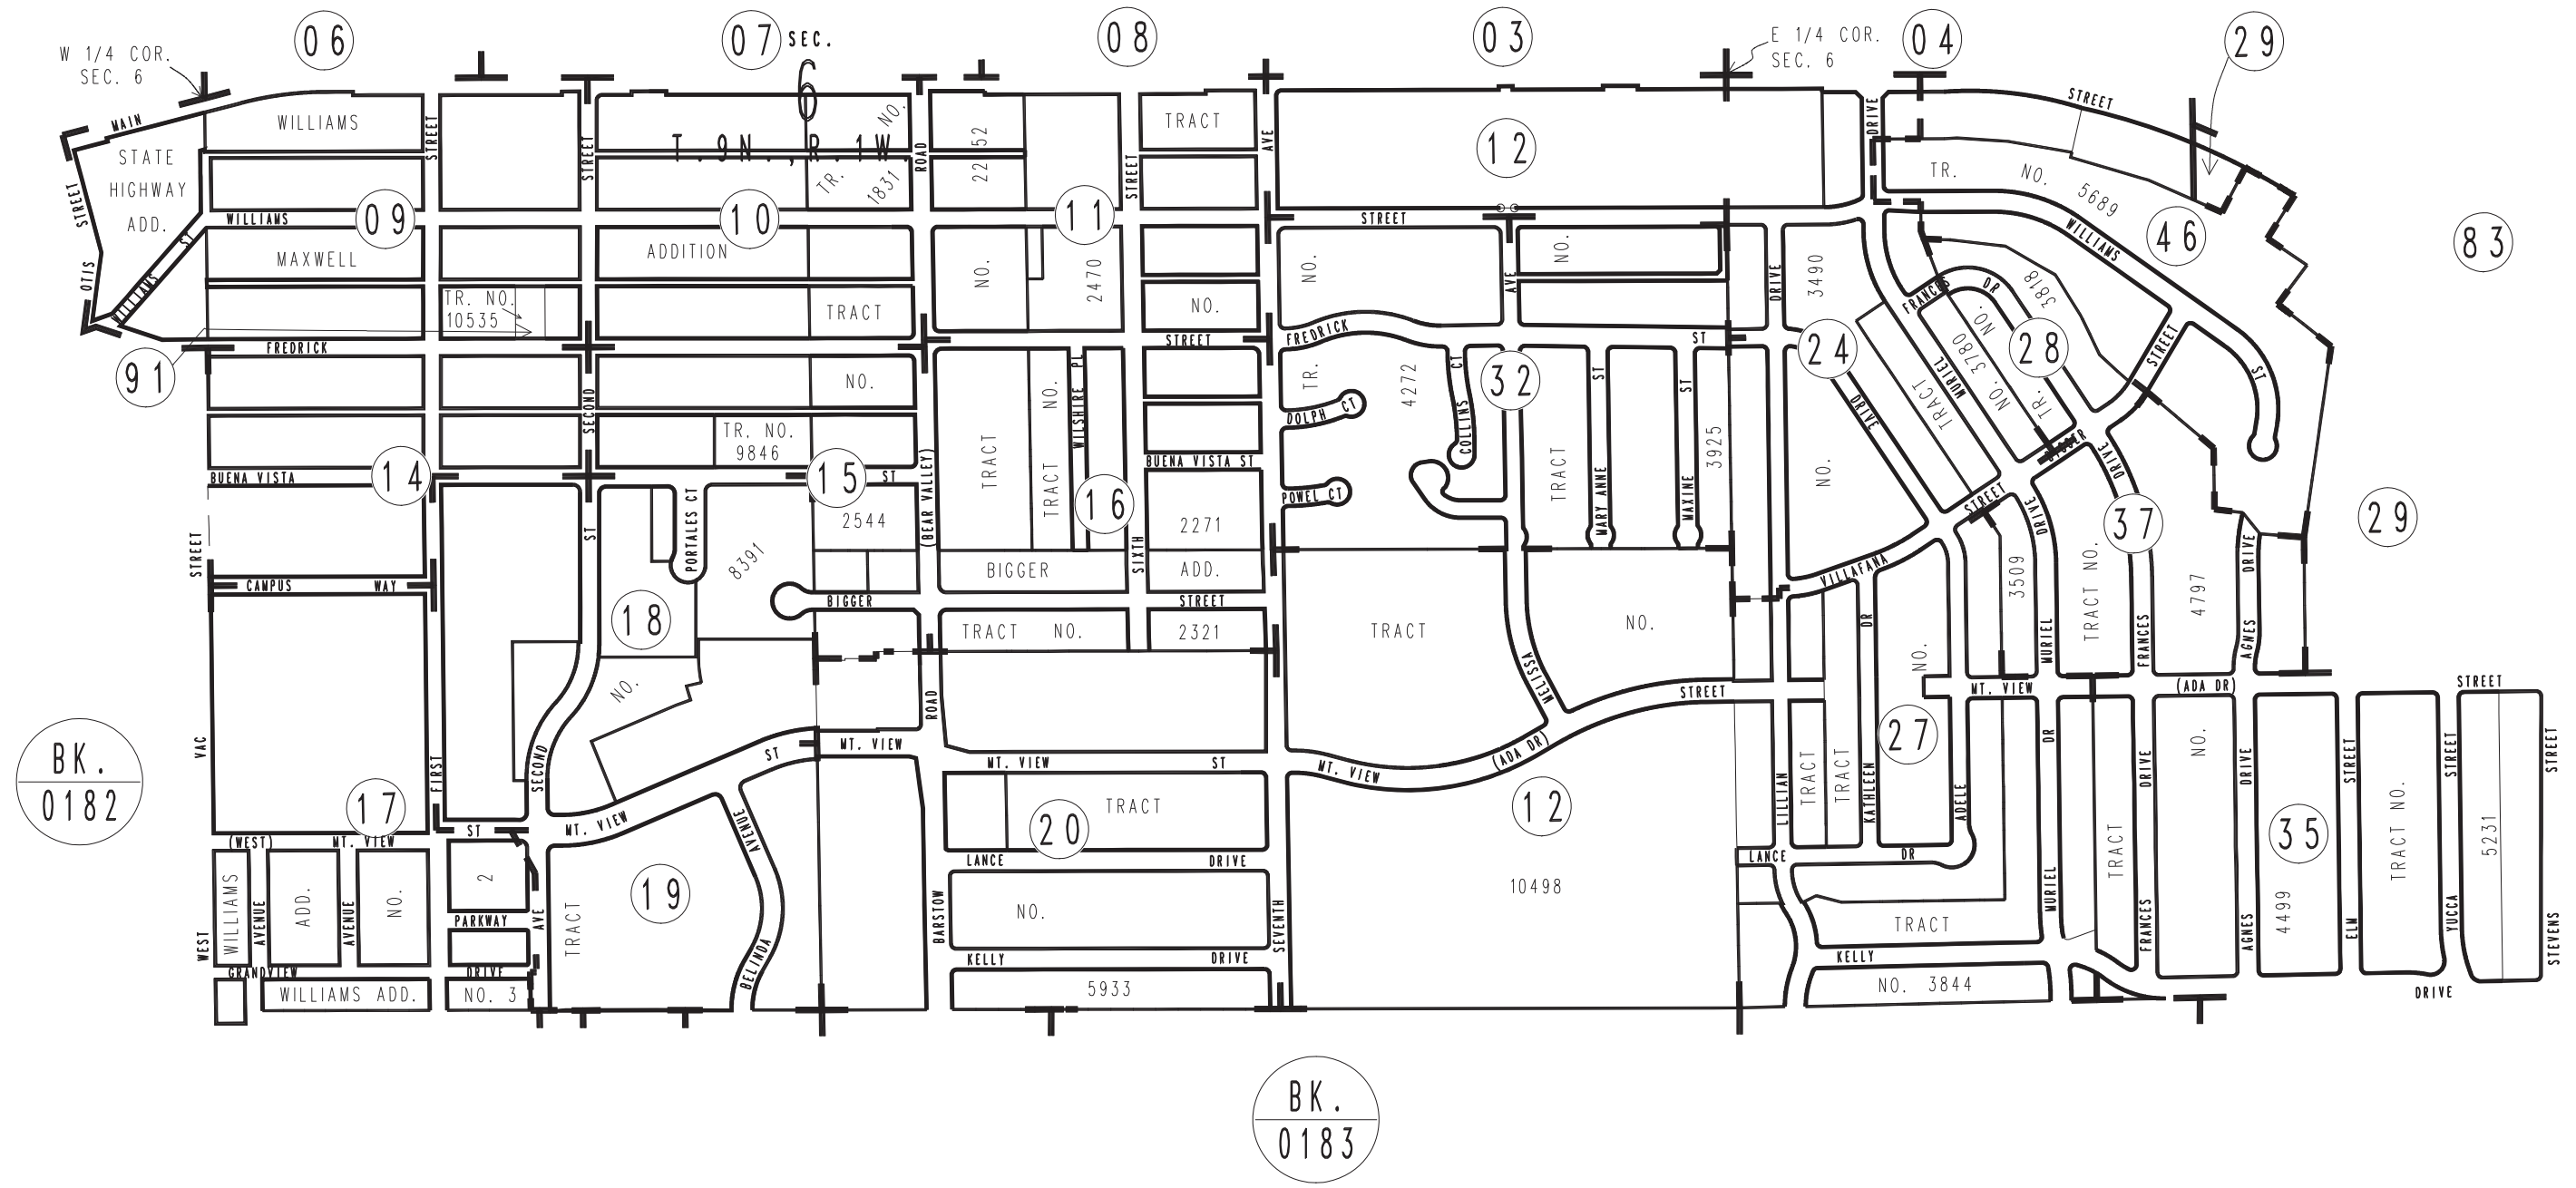 06
07 SEC.
08
03
04
29
W 1/4 COR.
SEC. 6
6
T.9N.,R.1W.
E 1/4 COR.
SEC. 6
MAIN
STREET
STATE
HIGHWAY
ADD.
OTIS
STREET
WILLIAMS
ST
WILLIAMS
STREET
STREET
TR.
NO.
1831
ROAD
22 52
TRACT
STREET
AVE
12
DRIVE
TR.
NO.
5689
46
83
WILLIAMS
09
10
11
STREET
WILLIAMS
MAXWELL
ADDITION
NO.
2470
NO.
NO.
AVE
NO.
DRIVE
3490
FRANCES
DR
3818
TR. NO.
10535
TRACT
91
FREDRICK
STREET
FREDRICK
ST
24
NO. 3780
TR.
NO.
28
STREET
ST
MURIEL
TRACT
DRIVE
NO.
SECOND
TR. NO.
9846
TRACT
NO.
TRACT
WILSHIRE PL
TR.
4272
DOLPH CT
COLLINS CT
32
TRACT
MARY ANNE
ST
MAXINE
ST
3925
NO.
BIGGER
STREET
DRIVE
DRIVE
BUENA VISTA
14
15
ST
(BEAR VALLEY)
16
BUENA VISTA ST
POWEL CT
37
29
STREET
ST
PORTALES CT
2544
8391
2271
CAMPUS
WAY
18
BIGGER
BIGGER
SIXTH
ADD.
STREET
VILLAFANA
3509
TRACT NO.
4797
DRIVE
TRACT NO.
2321
TRACT
NO.
DR
MURIEL
FRANCES
AGNES
NO.
NO.
MELISSA
STREET
MT. VIEW
(ADA DR)
STREET
ROAD
BK.
0182
VAC
FIRST
SECOND
ST
MT. VIEW
MT. VIEW
ST
MT. VIEW
(ADA DR)
27
DR
NO.
DRIVE
DRIVE
STREET
STREET
STREET
17
ST
MT. VIEW
AVENUE
20
TRACT
12
LILLIAN
TRACT
TRACT
KATHLEEN
ADELE
TRACT
35
TRACT NO.
5231
(WEST)
MT. VIEW
LANCE
DRIVE
LANCE
DR
WEST
WILLIAMS
AVENUE
ADD.
AVENUE
NO.
2
PARKWAY
AVE
TRACT
19
BARSTOW
NO.
SEVENTH
10498
TRACT
MURIEL
FRANCES
AGNES
4499
ELM
YUCCA
STEVENS
GRANDVIEW
DRIVE
BELINDA
KELLY
DRIVE
KELLY
WILLIAMS ADD.
NO. 3
5933
NO. 3844
DRIVE
BK.
0183